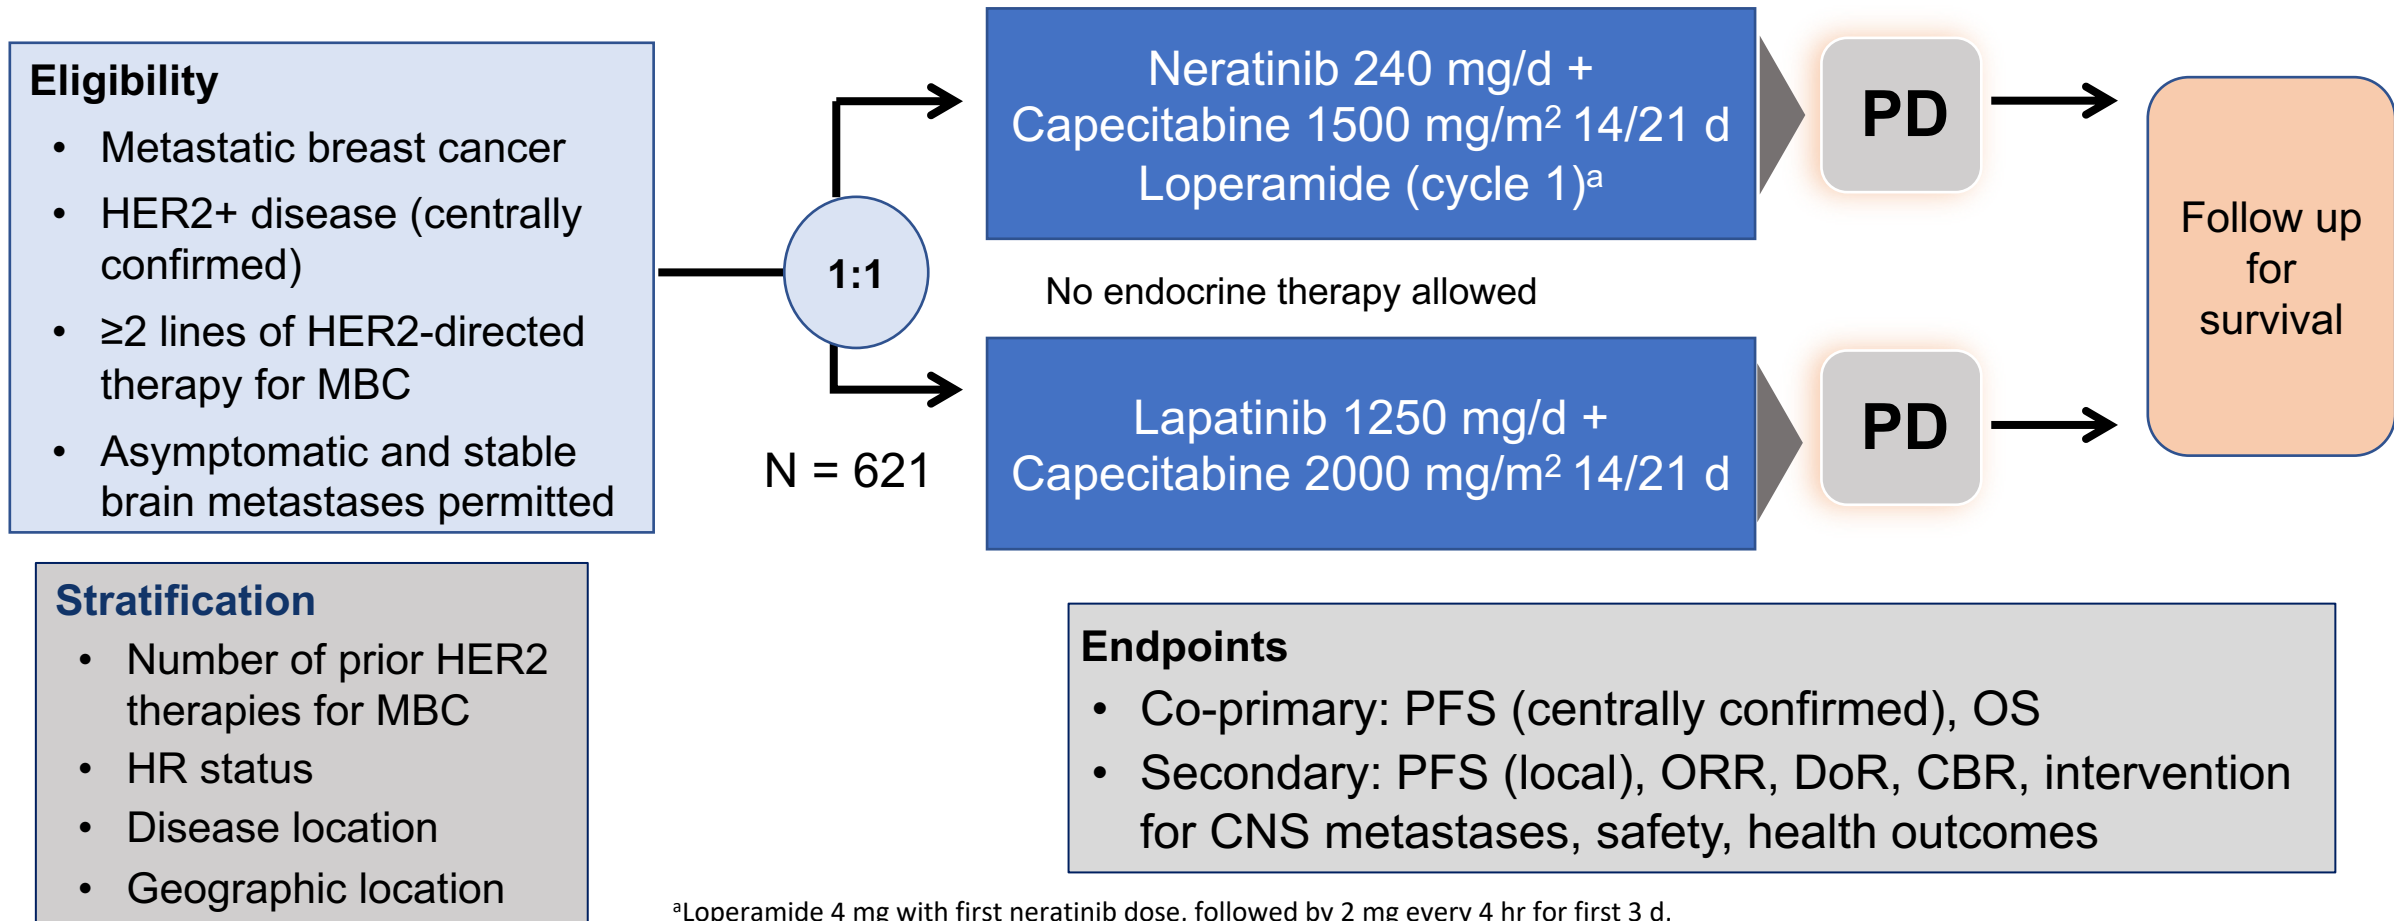 Eligibility
• Metastatic breast cancer
• HER2+ disease (centrally
confirmed)
• ≥2 lines of HER2-directed
therapy for MBC
• Asymptomatic and stable
brain metastases permitted
1:1
N = 621
Neratinib 240 mg/d +
Capecitabine 1500 mg/m² 14/21 d
Loperamide (cycle 1)ᵃ
No endocrine therapy allowed
Lapatinib 1250 mg/d +
Capecitabine 2000 mg/m² 14/21 d
PD
PD
Follow up
for
survival
Stratification
• Number of prior HER2
therapies for MBC
• HR status
• Disease location
• Geographic location
Endpoints
• Co-primary: PFS (centrally confirmed), OS
• Secondary: PFS (local), ORR, DoR, CBR, intervention
for CNS metastases, safety, health outcomes
ᵃLoperamide 4 mg with first neratinib dose, followed by 2 mg every 4 hr for first 3 d.